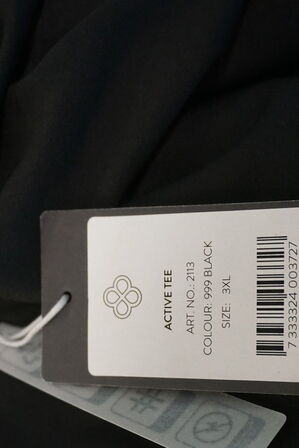 ACTIVE TEE
ART. NO.: 2113
COLOUR: 999 BLACK
SIZE: 3XL
7 333324 003727